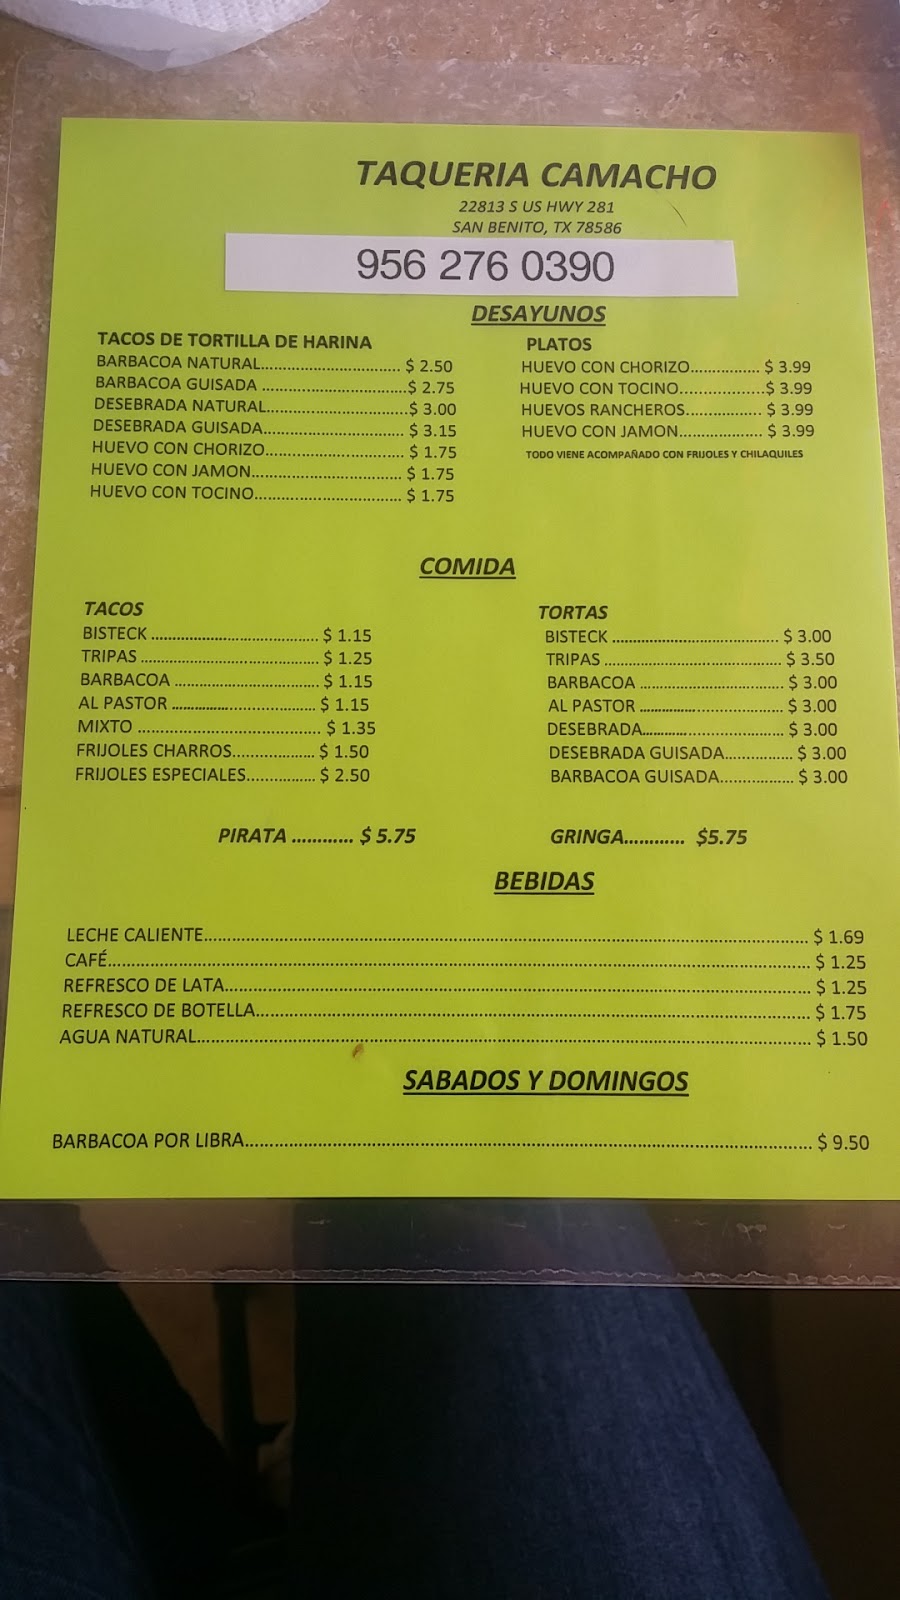 TAQUERIA CAMACHO
22813 S US HWY 281
SAN BENITO, TX 78586
956 276 0390
DESAYUNOS
TACOS DE TORTILLA DE HARINA
BARBACOA NATURAL................................ $ 2.50
BARBACOA GUISADA ..................................$ 2.75
DESEBRADA NATURAL.................................$ 3.00
DESEBRADA GUISADA................................. $ 3.15
HUEVO CON CHORIZO................................ $ 1.75
HUEVO CON JAMON................................... $ 1.75
HUEVO CON TOCINO................................... $ 1.75
PLATOS
HUEVO CON CHORIZO................ $ 3.99
HUEVO CON TOCINO....................$ 3.99
HUEVOS RANCHEROS.................. $ 3.99
HUEVO CON JAMON.................... $ 3.99
TODO VIENE ACOMPAÑADO CON FRIJOLES Y CHILAQUILES
COMIDA
TACOS
BISTECK ....................................... $ 1.15
TRIPAS .......................................... $ 1.25
BARBACOA .................................. $ 1.15
AL PASTOR .................................. $ 1.15
MIXTO .......................................... $ 1.35
FRIJOLES CHARROS.................... $ 1.50
FRIJOLES ESPECIALES................ $ 2.50
TORTAS
BISTECK ....................................... $ 3.00
TRIPAS .......................................... $ 3.50
BARBACOA .................................. $ 3.00
AL PASTOR .................................. $ 3.00
DESEBRADA.................................. $ 3.00
DESEBRADA GUISADA................ $ 3.00
BARBACOA GUISADA.................. $ 3.00
PIRATA ............ $ 5.75
GRINGA............ $5.75
BEBIDAS
LECHE CALIENTE.................................................................. $ 1.69
CAFÉ.................................................................. $ 1.25
REFRESCO DE LATA.................................................................. $ 1.25
REFRESCO DE BOTELLA.................................................................. $ 1.75
AGUA NATURAL.................................................................. $ 1.50
SABADOS Y DOMINGOS
BARBACOA POR LIBRA.................................................................. $ 9.50